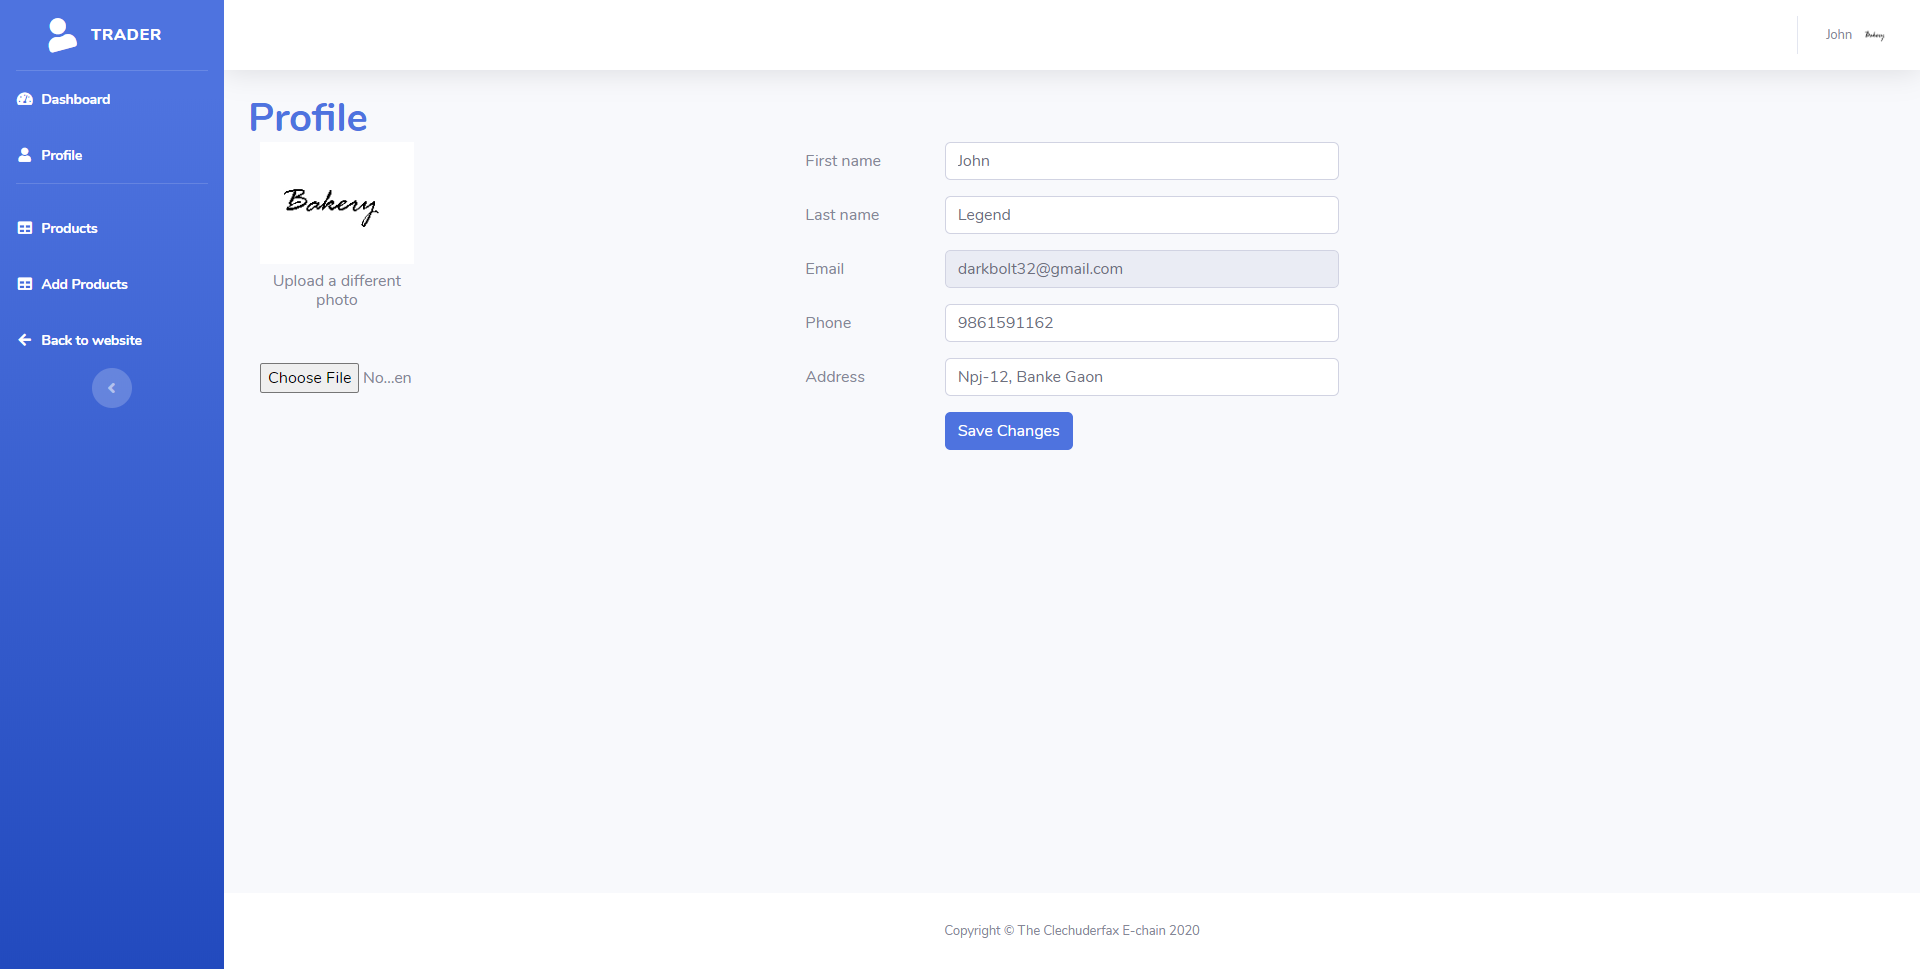 TRADER
John
Bakery
Dashboard
Profile
Products
Add Products
Back to website
Profile
Bakery
Upload a different
photo
Choose File No...en
First name John
Last name Legend
Email darkbolt32@gmail.com
Phone 9861591162
Address Npj-12, Banke Gaon
Save Changes
Copyright © The Clechuderfax E-chain 2020